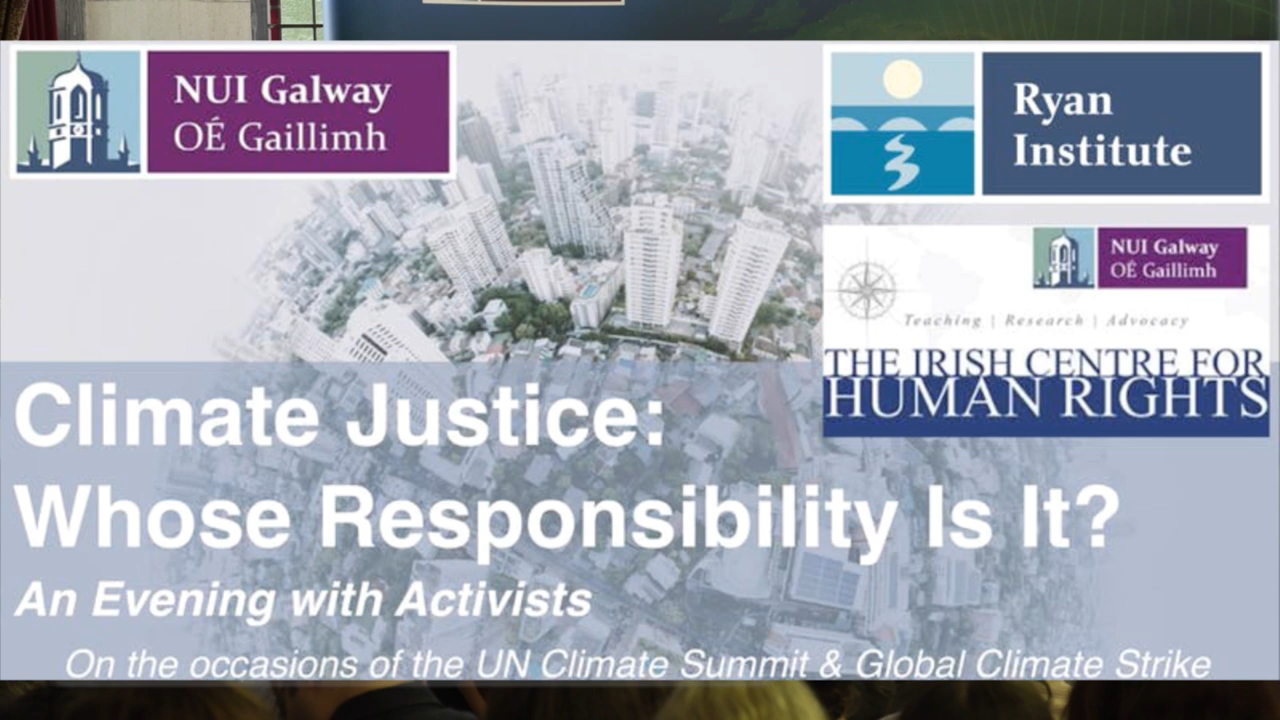 NUI Galway
OÉ Gaillimh
Ryan
Institute
NUI Galway
OÉ Gaillimh
Teaching | Research | Advocacy
THE IRISH CENTRE FOR
HUMAN RIGHTS
Climate Justice:
Whose Responsibility Is It?
An Evening with Activists
On the occasions of the UN Climate Summit & Global Climate Strike